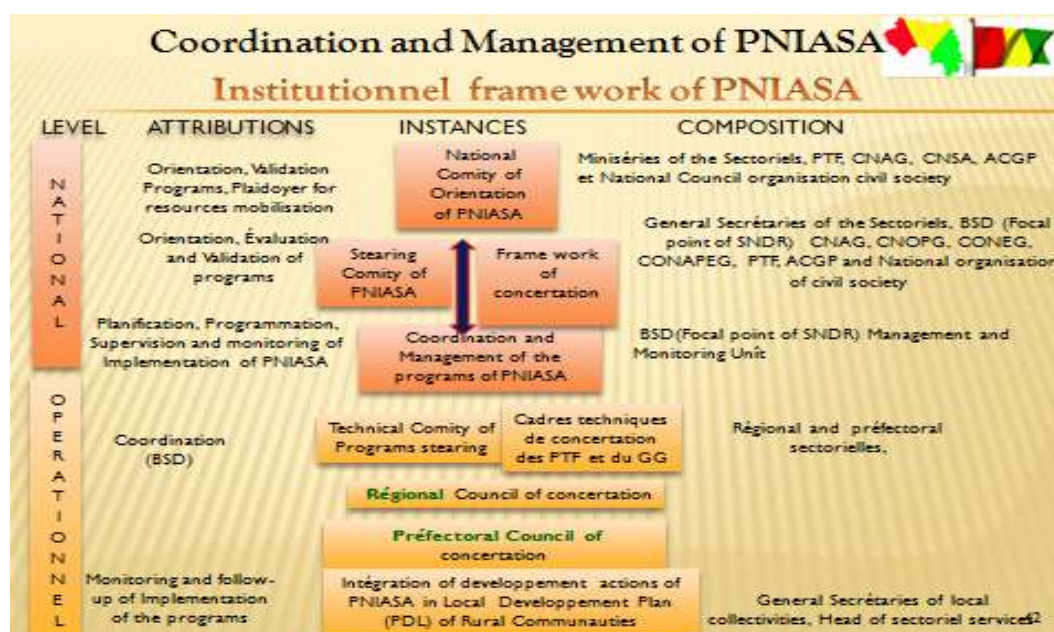 Coordination and Management of PNIASA
Institutionnel frame work of PNIASA
LEVEL
ATTRIBUTIONS
INSTANCES
COMPOSITION
NATIONAL
Orientation, Validation
Programs, Plaidoyer for
resources mobilisation
National
Comity of
Orientation
of PNIASA
Miniséries of the Sectoriels, PTF, CNAG, CNSA, ACGP
et National Council organisation civil society
Orientation, Évaluation
and Validation of
programs
Stearing
Comity of
PNIASA
Frame work
of
concertation
General Secrétaries of the Sectoriels, BSD (Focal
point of SNDR) CNAG, CNOPG, CONEG,
CONAPEG, PTF, ACGP and National organisation
of civil society
Planification, Programmation,
Supervision and monitoring of
Implementation of PNIASA
Coordination and
Management of the
programs of PNIASA
BSD(Focal point of SNDR) Management and
Monitoring Unit
OPERATIONNEL
Coordination
(BSD)
Technical Comity of
Programs stearing
Cadres techniques
de concertation
des PTF et du GG
Régional and préfectoral
sectorielles,
Régional Council of concertation
Préfectoral Council of
concertation
Monitoring and follow-
up of Implementation
of the programs
Intégration of developpement actions of
PNIASA in Local Developpement Plan
(PDL) of Rural Communauties
General Secrétaries of local
collectivities, Head of sectoriel services
12